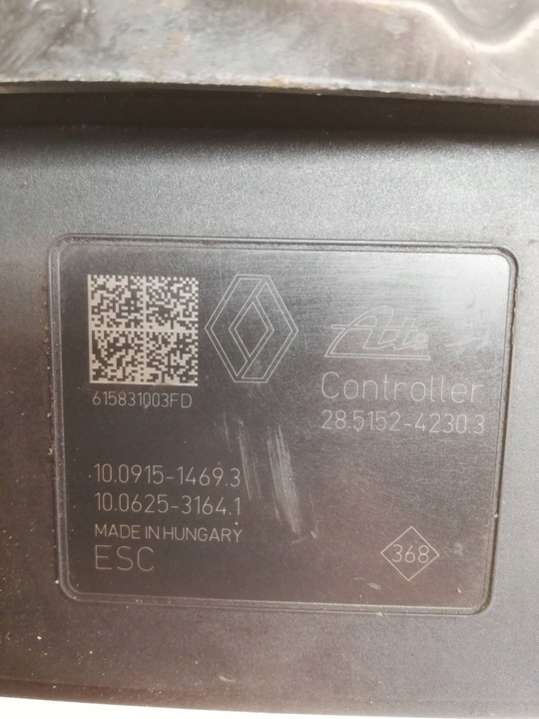 Ate
615831003FD
Controller
28.5152-4230.3
10.0915-1469.3
10.0625-3164.1
MADE IN HUNGARY
ESC
368